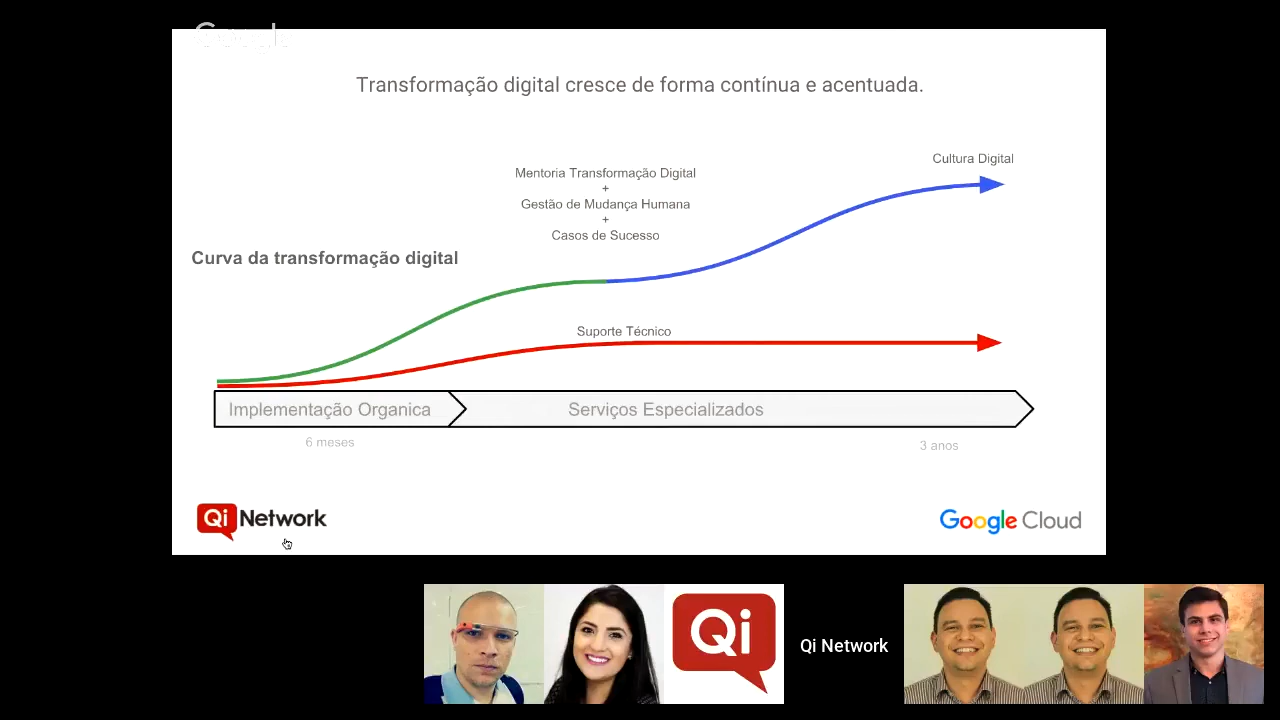 Google
Transformação digital cresce de forma contínua e acentuada.
Cultura Digital
Mentoria Transformação Digital
+
Gestão de Mudança Humana
+
Casos de Sucesso
Curva da transformação digital
Suporte Técnico
Implementação Organica
Serviços Especializados
6 meses
3 anos
Qi Network
Google Cloud
Qi
Qi Network